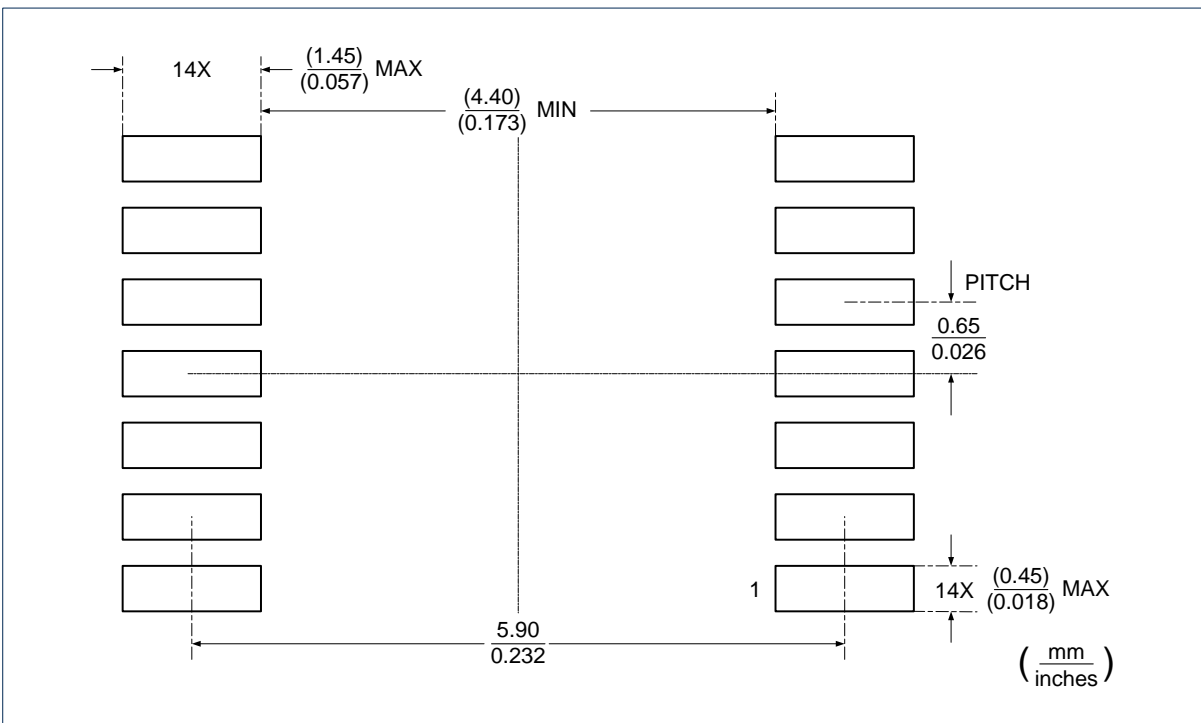 14X
(1.45)
(0.057)
MAX
(4.40)
(0.173)
MIN
PITCH
0.65
0.026
1
14X
(0.45)
(0.018)
MAX
5.90
0.232
(mm
inches)